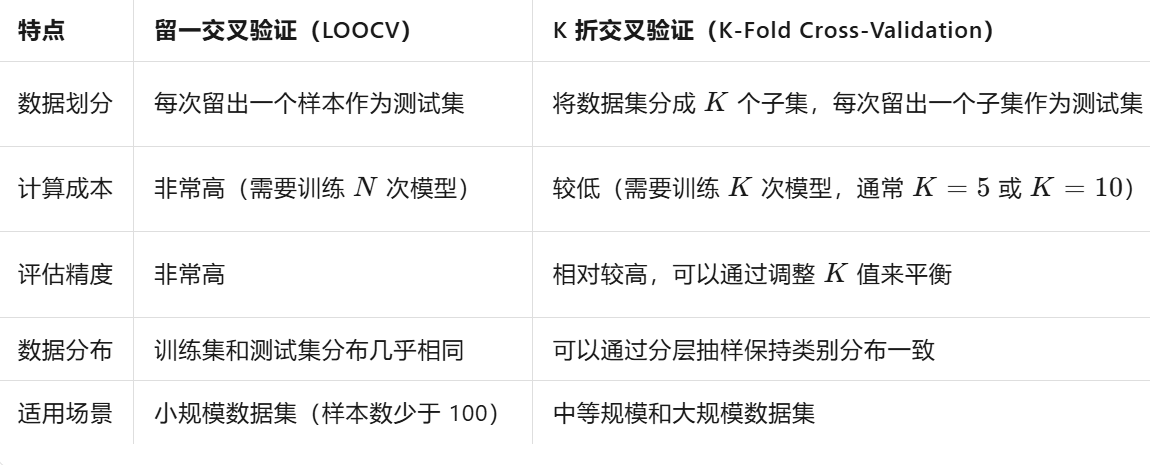 特点 留一交叉验证（LOOCV） K 折交叉验证（K-Fold Cross-Validation）
数据划分 每次留出一个样本作为测试集 将数据集分成 K 个子集，每次留出一个子集作为测试集
计算成本 非常高（需要训练 N 次模型） 较低（需要训练 K 次模型，通常 K = 5 或 K = 10）
评估精度 非常高 相对较高，可以通过调整 K 值来平衡
数据分布 训练集和测试集分布几乎相同 可以通过分层抽样保持类别分布一致
适用场景 小规模数据集（样本数少于 100） 中等规模和大规模数据集